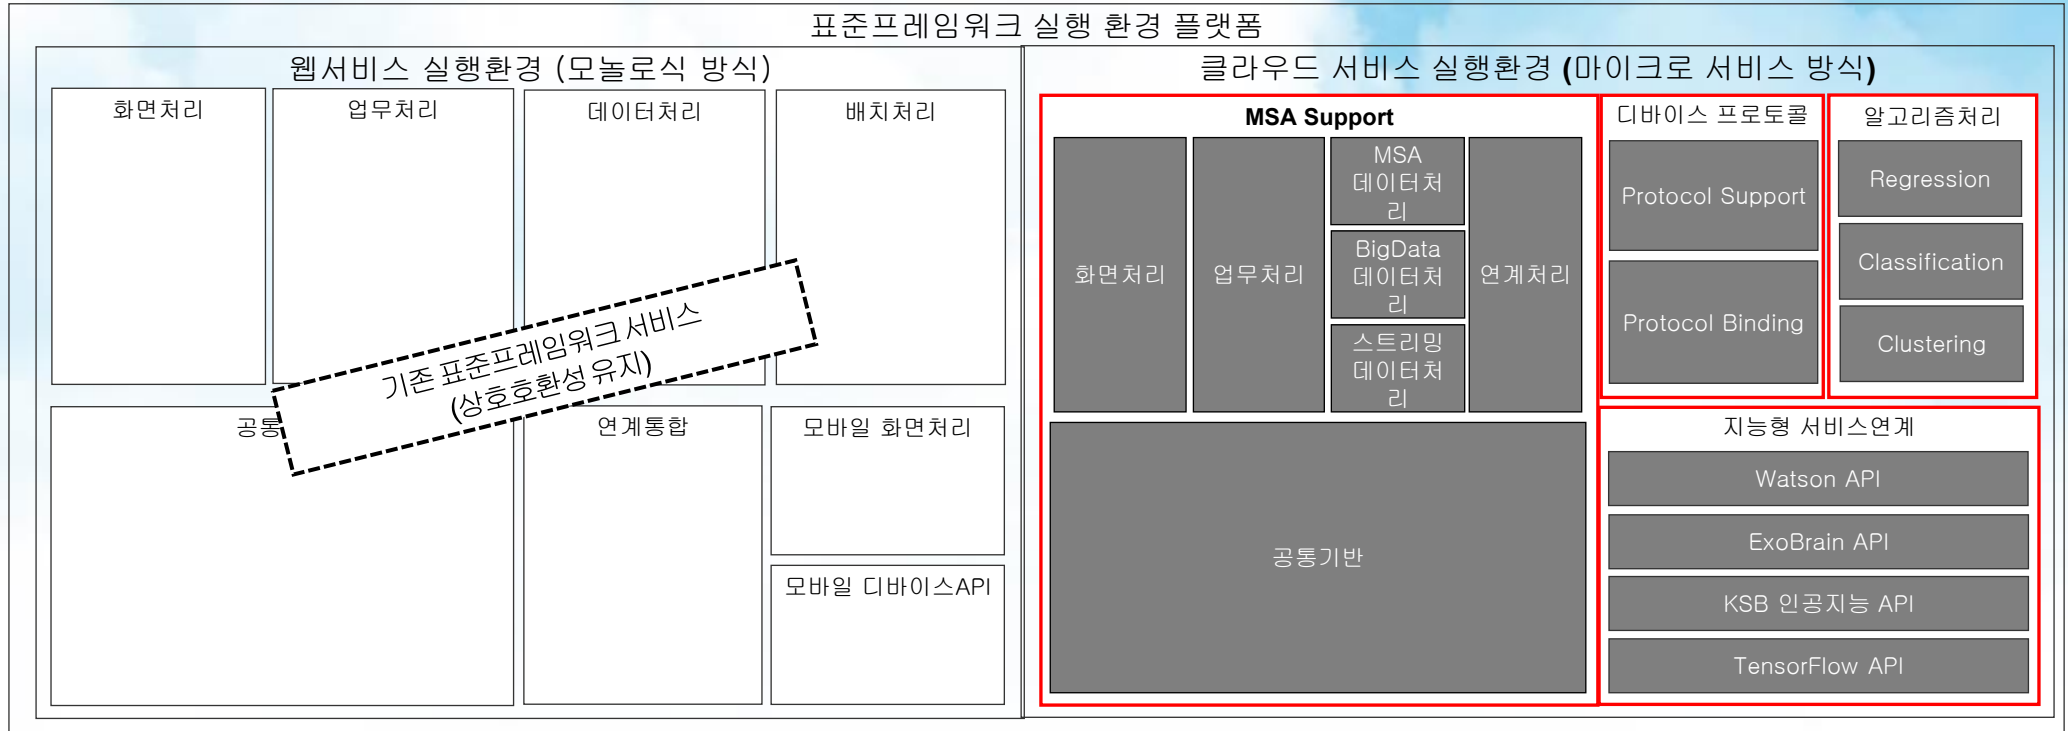 표준프레임워크 실행 환경 플랫폼
웹서비스 실행환경 (모놀로식 방식)
화면처리
업무처리
데이터처리
배치처리
기존 표준프레임워크 서비스
(상호호환성 유지)
공통
연계통합
모바일 화면처리
모바일 디바이스API
클라우드 서비스 실행환경 (마이크로 서비스 방식)
MSA Support
화면처리
업무처리
MSA
데이터처
리
BigData
데이터처
리
스트리밍
데이터처
리
연계처리
공통기반
디바이스 프로토콜
Protocol Support
Protocol Binding
알고리즘처리
Regression
Classification
Clustering
지능형 서비스연계
Watson API
ExoBrain API
KSB 인공지능 API
TensorFlow API